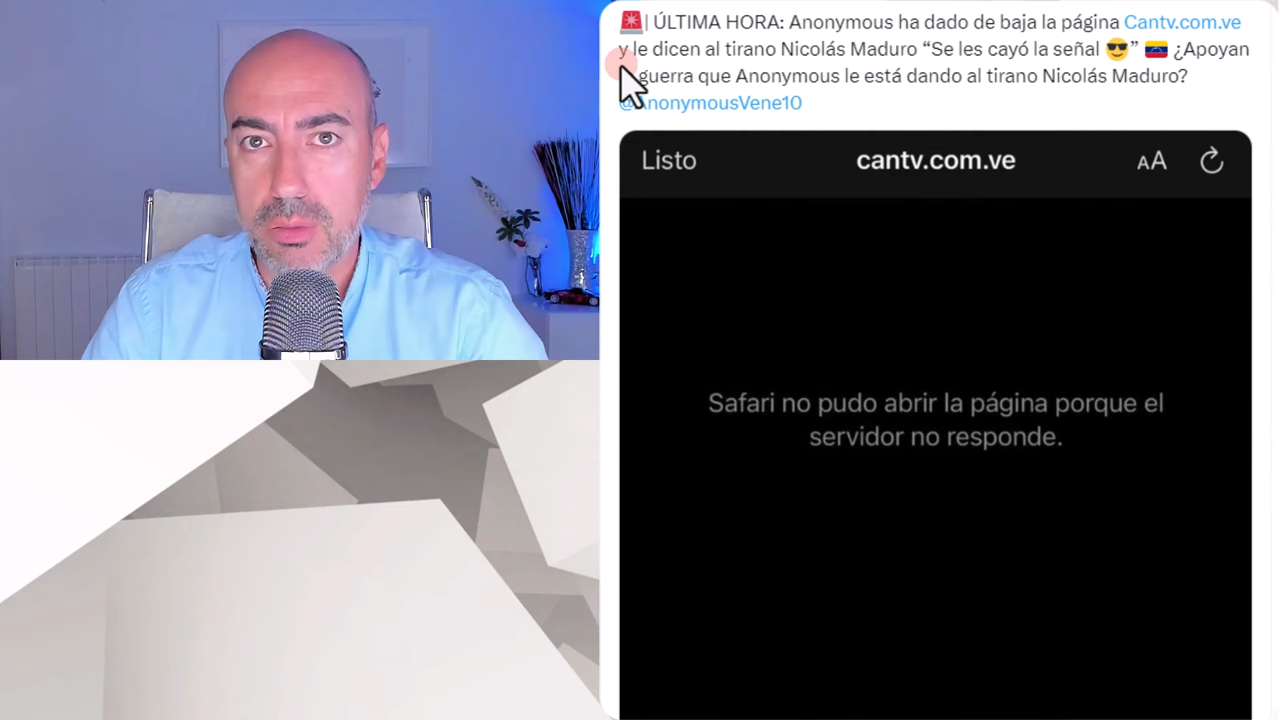 🚨| ÚLTIMA HORA: Anonymous ha dado de baja la página Cantv.com.ve
y le dicen al tirano Nicolás Maduro “Se les cayó la señal 😎” 🇻🇪 ¿Apoyan
guerra que Anonymous le está dando al tirano Nicolás Maduro?
@AnonymousVene10
Listo cantv.com.ve AA
Safari no pudo abrir la página porque el
servidor no responde.